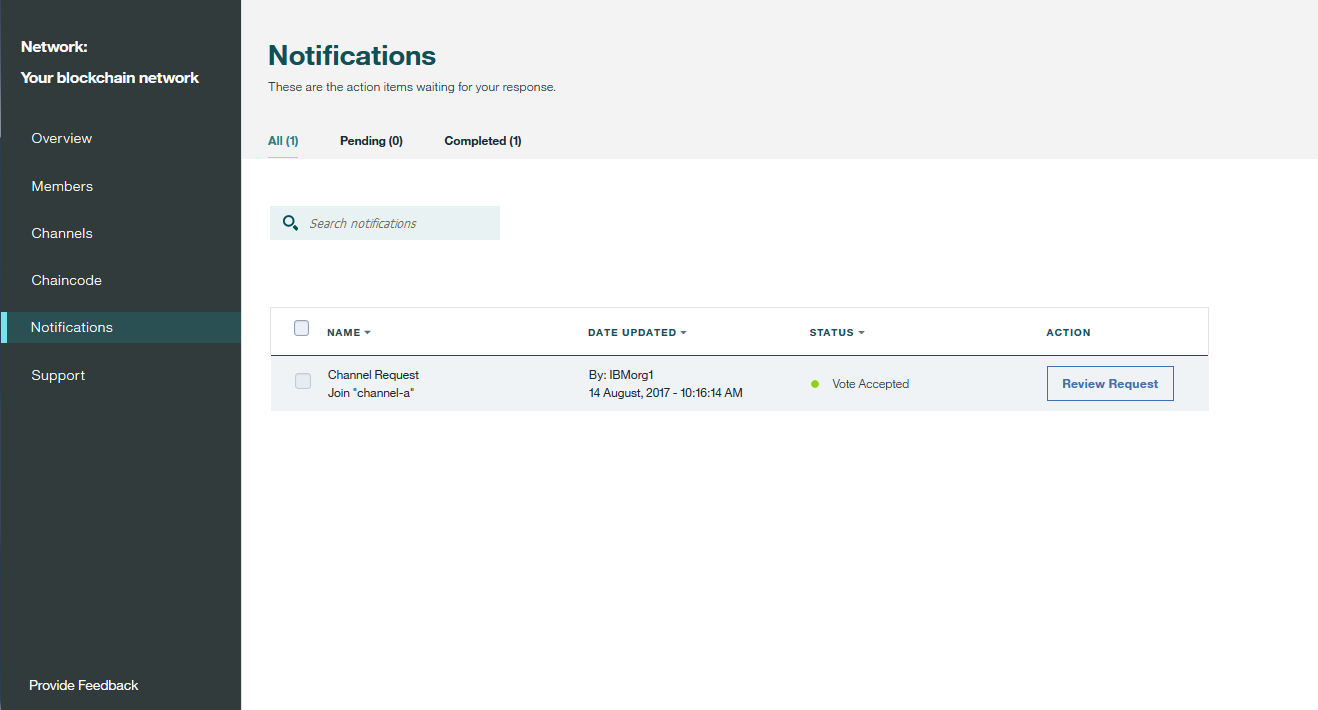 Network:
Your blockchain network
Overview
Members
Channels
Chaincode
Notifications
Support
Provide Feedback
Notifications
These are the action items waiting for your response.
All (1) Pending (0) Completed (1)
Search notifications
NAME DATE UPDATED STATUS ACTION
Channel Request
Join "channel-a"
By: IBMorg1
14 August, 2017 - 10:16:14 AM
Vote Accepted
Review Request